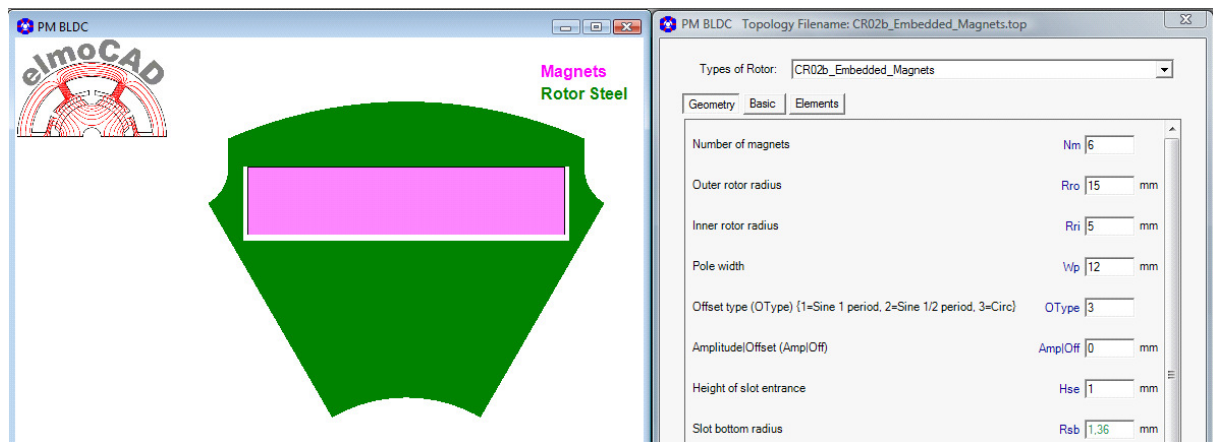 PM BLDC
elmoCAD
Magnets
Rotor Steel
PM BLDC Topology Filename: CR02b_Embedded_Magnets.top
Types of Rotor: CR02b_Embedded_Magnets
Geometry Basic Elements
Number of magnets Nm 6
Outer rotor radius Rro 15 mm
Inner rotor radius Rri 5 mm
Pole width Wp 12 mm
Offset type (OType) {1=Sine 1 period, 2=Sine 1/2 period, 3=Circ} OType 3
Amplitude|Offset (Amp|Off) Amp|Off 0 mm
Height of slot entrance Hse 1 mm
Slot bottom radius Rsb 1,36 mm